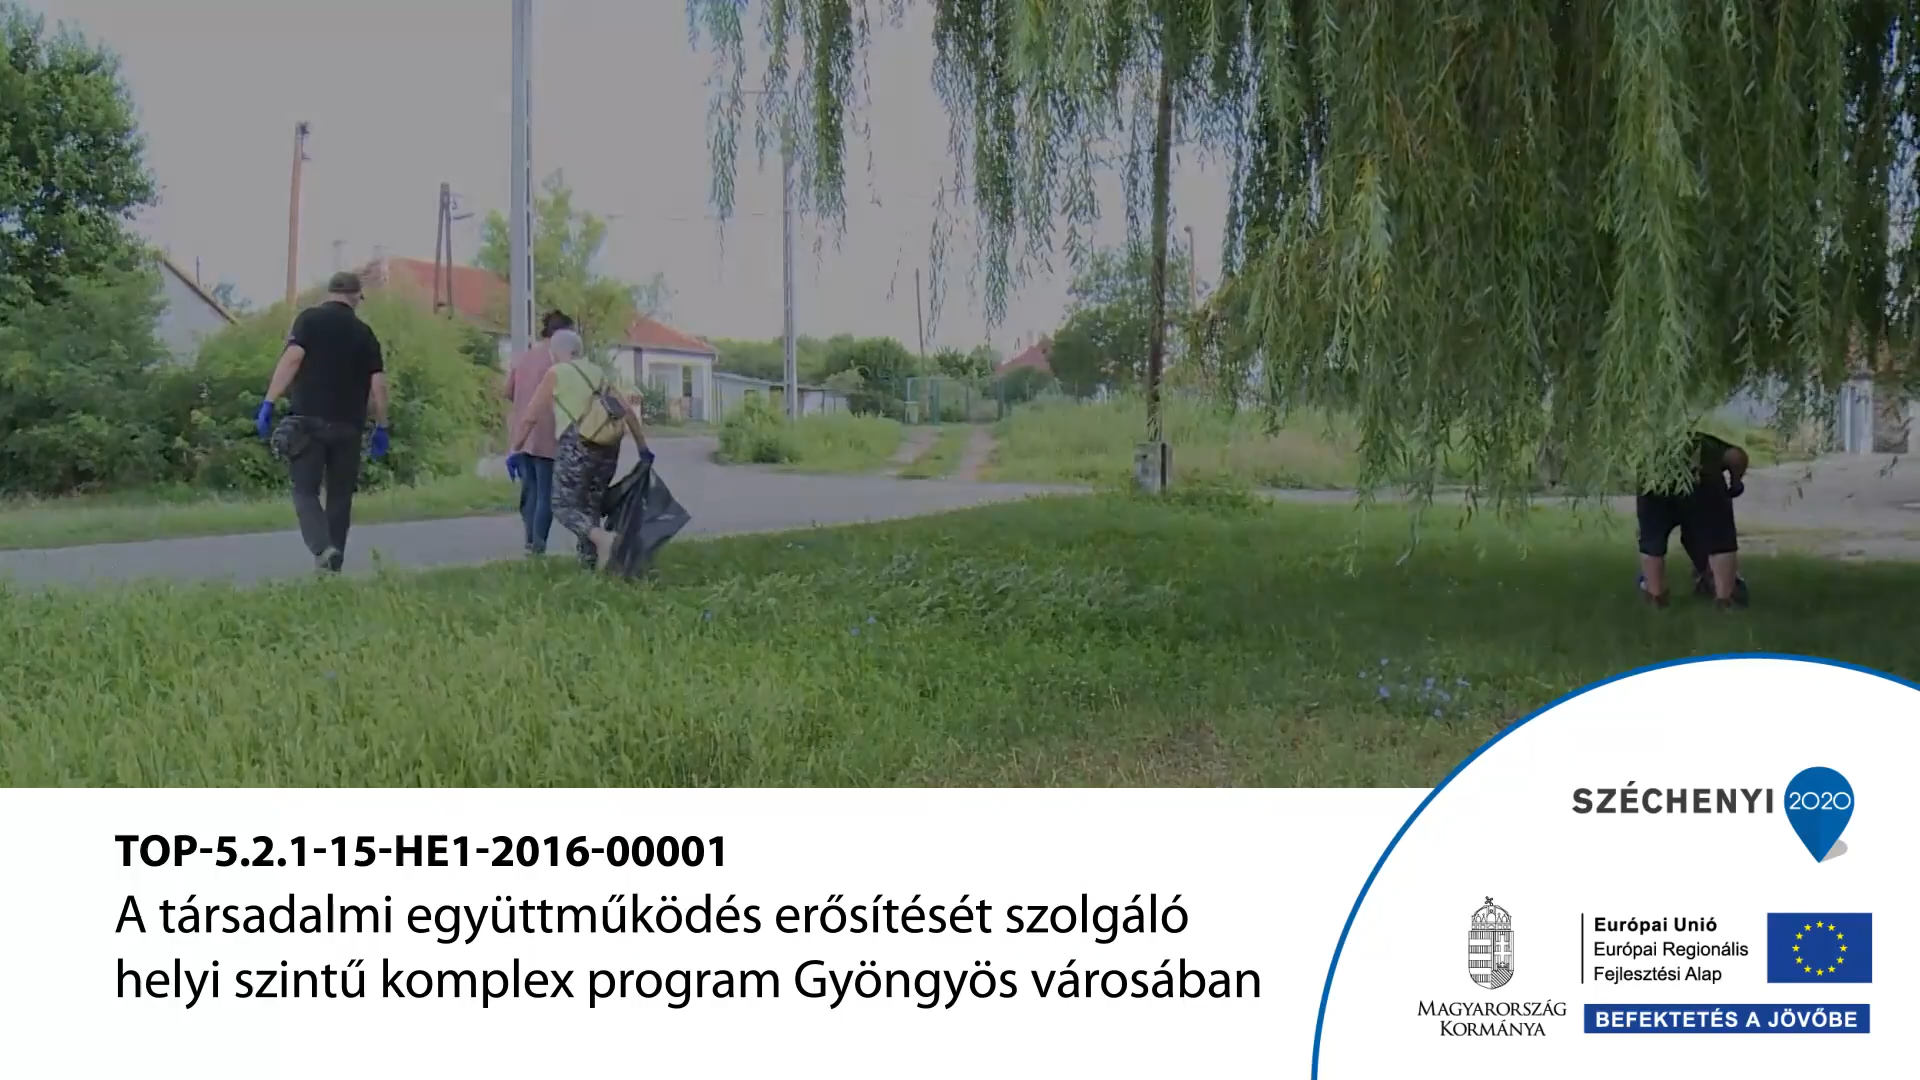 TOP-5.2.1-15-HE1-2016-00001
A társadalmi együttműködés erősítését szolgáló
helyi szintű komplex program Gyöngyös városában
SZÉCHENYI 2020
MAGYARORSZÁG
KORMÁNYA
Európai Unió
Európai Regionális
Fejlesztési Alap
BEFEKTETÉS A JÖVŐBE